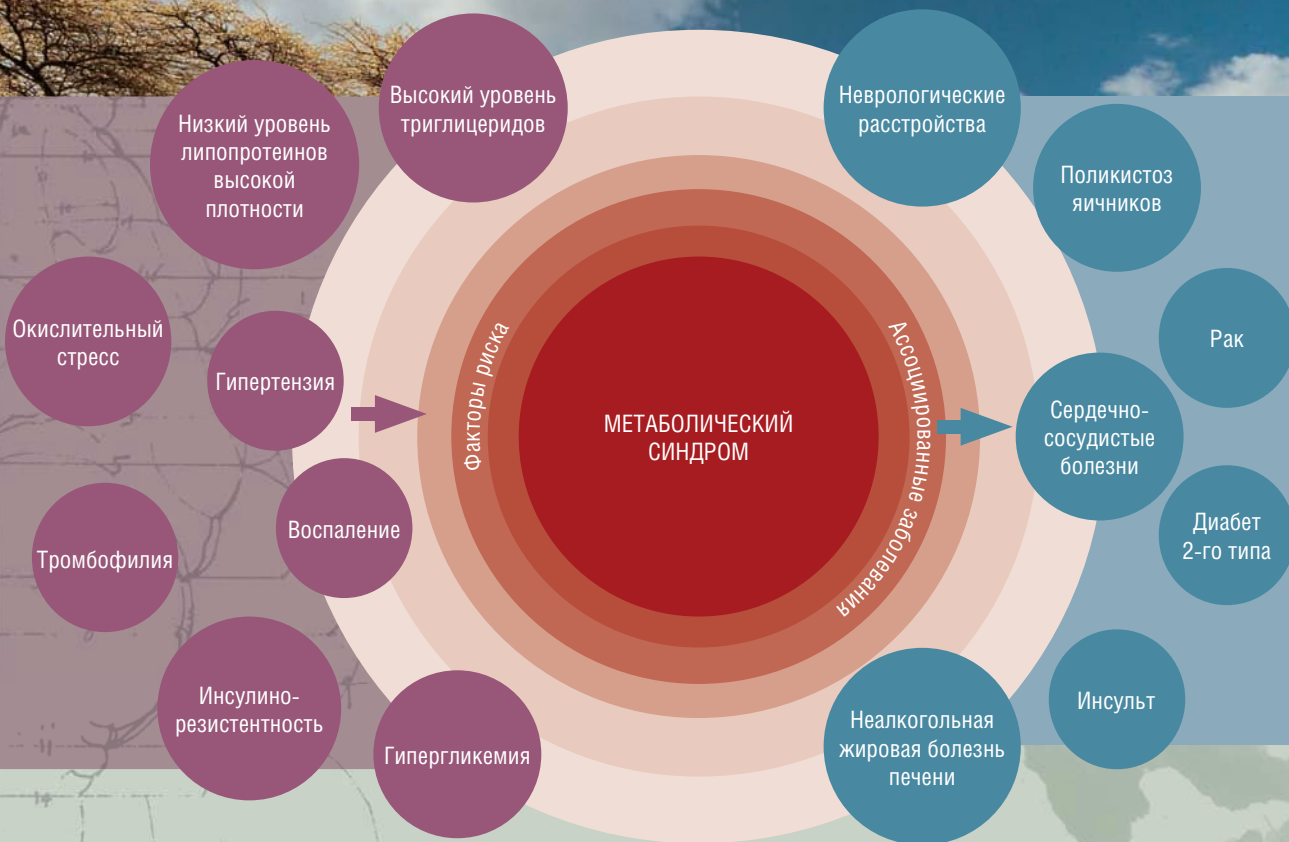 Высокий уровень
триглицеридов
Низкий уровень
липопротеинов
высокой
плотности
Окислительный
стресс
Гипертензия
Воспаление
Тромбофилия
Инсулино-
резистентность
Гипергликемия
Факторы риска
МЕТАБОЛИЧЕСКИЙ
СИНДРОМ
Ассоциированные заболевания
Неврологические
расстройства
Поликистоз
яичников
Рак
Сердечно-
сосудистые
болезни
Диабет
2-го типа
Инсульт
Неалкогольная
жировая болезнь
печени